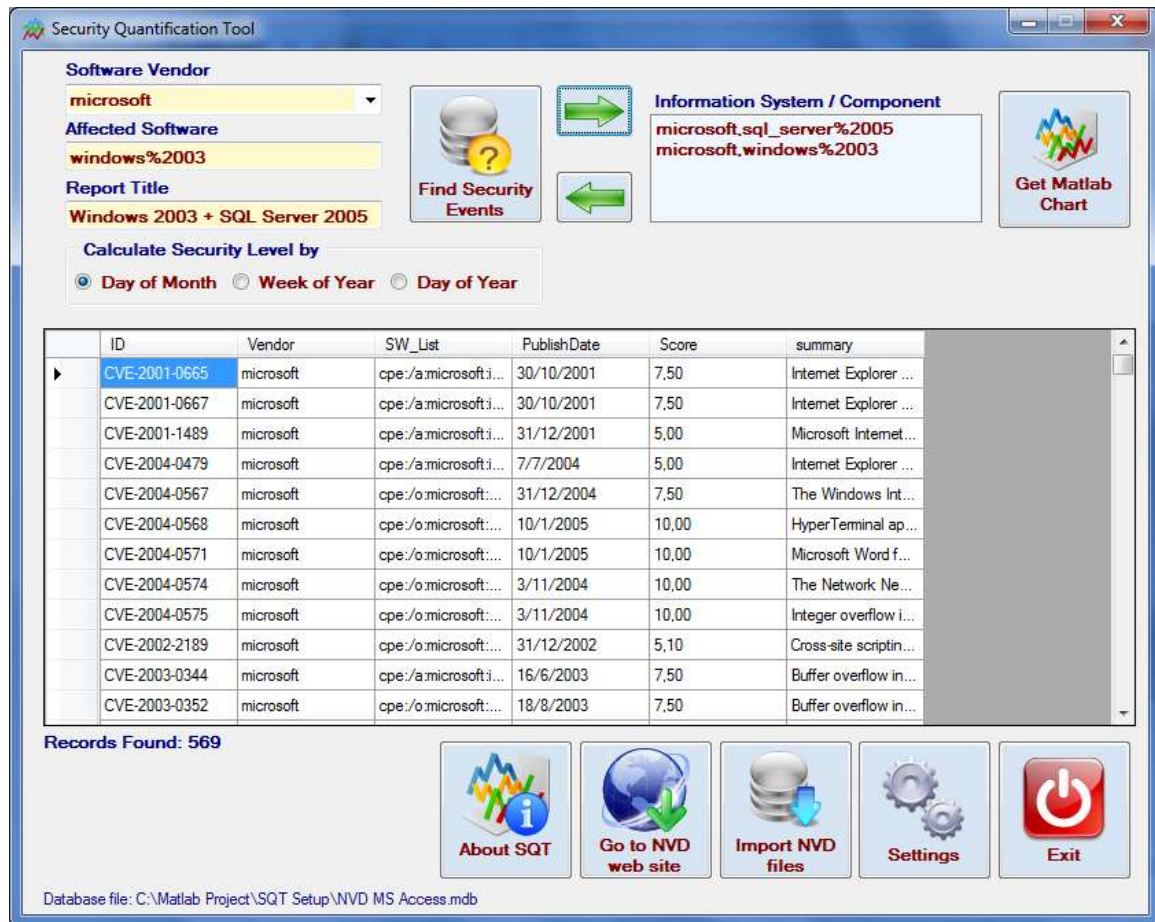 Security Quantification Tool
Software Vendor
microsoft
Affected Software
windows%2003
Report Title
Windows 2003 + SQL Server 2005
Find Security
Events
Information System / Component
microsoft,sql_server%2005
microsoft,windows%2003
Get Matlab
Chart
Calculate Security Level by
Day of Month Week of Year Day of Year
ID Vendor SW_List PublishDate Score summary
CVE-2001-0665 microsoft cpe:/a:microsoft:i... 30/10/2001 7,50 Internet Explorer ...
CVE-2001-0667 microsoft cpe:/a:microsoft:i... 30/10/2001 7,50 Internet Explorer ...
CVE-2001-1489 microsoft cpe:/a:microsoft:i... 31/12/2001 5,00 Microsoft Internet...
CVE-2004-0479 microsoft cpe:/a:microsoft:i... 7/7/2004 5,00 Internet Explorer ...
CVE-2004-0567 microsoft cpe:/o:microsoft:... 31/12/2004 7,50 The Windows Int...
CVE-2004-0568 microsoft cpe:/o:microsoft:... 10/1/2005 10,00 HyperTerminal ap...
CVE-2004-0571 microsoft cpe:/o:microsoft:... 10/1/2005 10,00 Microsoft Word f...
CVE-2004-0574 microsoft cpe:/o:microsoft:... 3/11/2004 10,00 The Network Ne...
CVE-2004-0575 microsoft cpe:/o:microsoft:... 3/11/2004 10,00 Integer overflow i...
CVE-2002-2189 microsoft cpe:/o:microsoft:... 31/12/2002 5,10 Cross-site scriptin...
CVE-2003-0344 microsoft cpe:/a:microsoft:i... 16/6/2003 7,50 Buffer overflow in...
CVE-2003-0352 microsoft cpe:/o:microsoft:... 18/8/2003 7,50 Buffer overflow in...
Records Found: 569
About SQT
Go to NVD
web site
Import NVD
files
Settings
Exit
Database file: C:\Matlab Project\SQT Setup\NVD MS Access.mdb